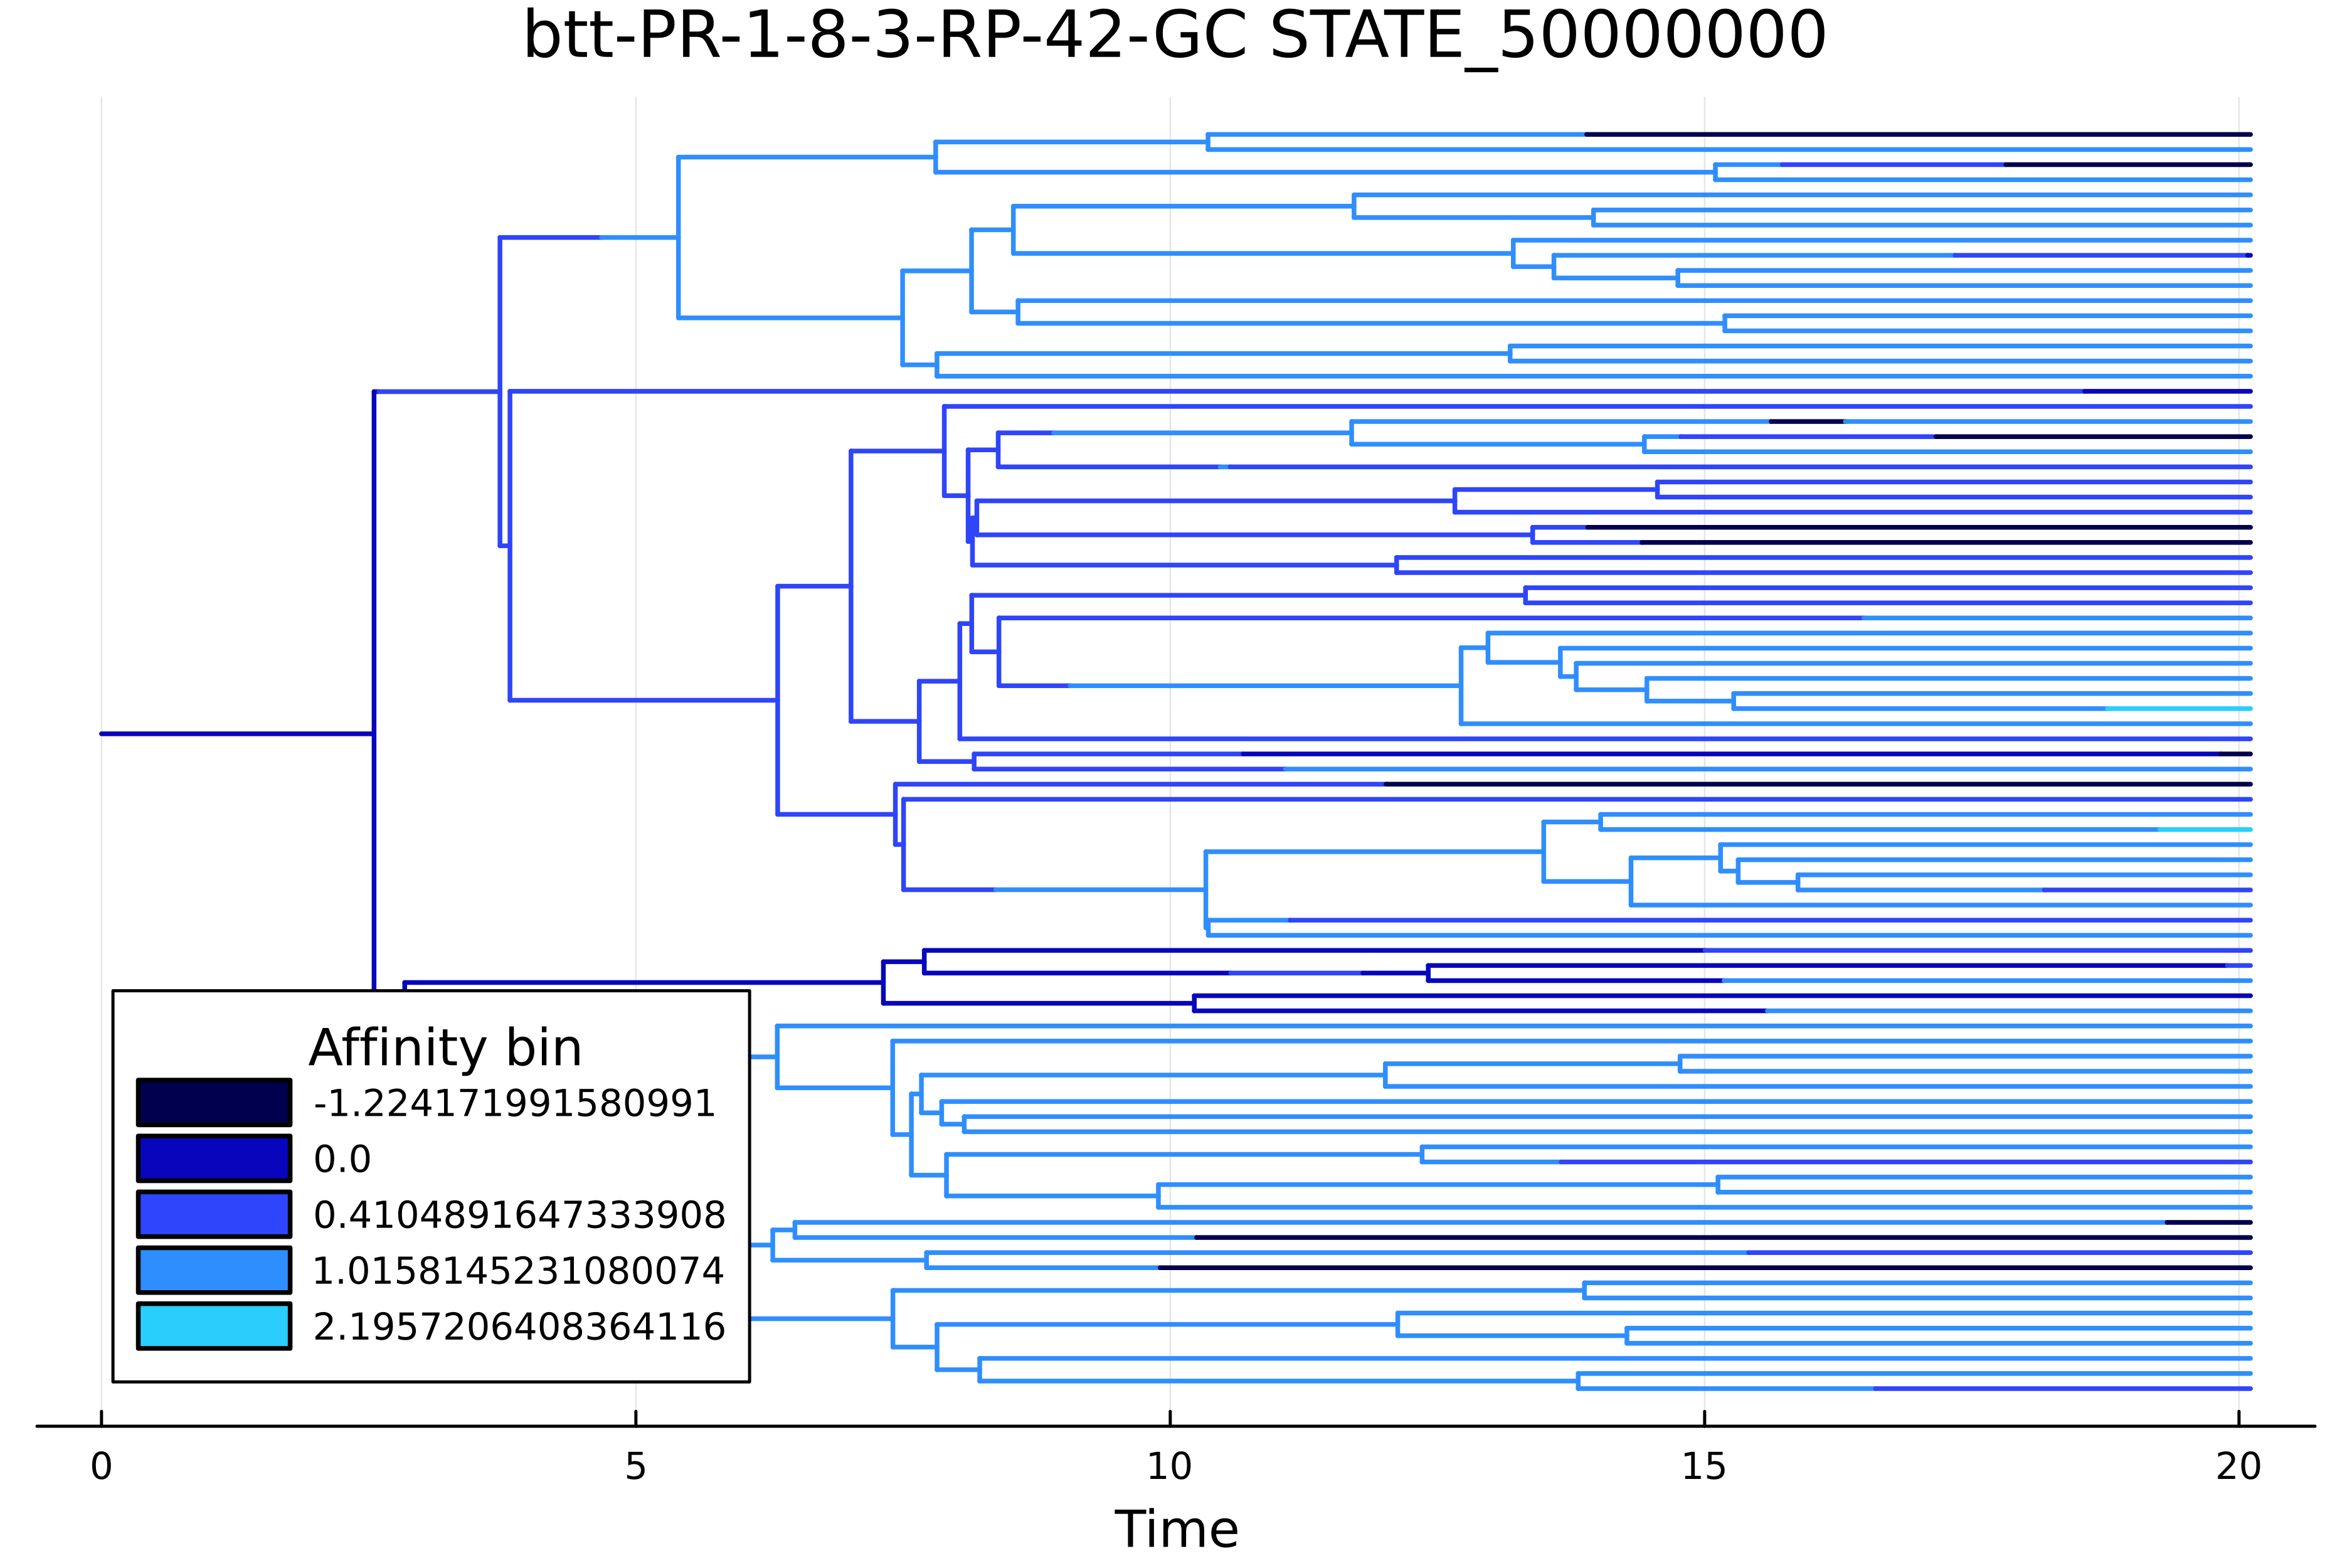 btt-PR-1-8-3-RP-42-GC STATE_50000000
Affinity bin
-1.224171991580991
0.0
0.4104891647333908
1.0158145231080074
2.1957206408364116
0 5 10 15 20
Time